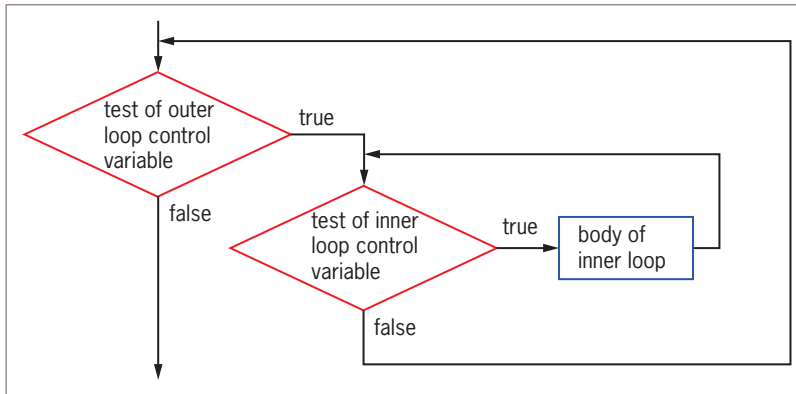 test of outer
loop control
variable
true
false
test of inner
loop control
variable
true
body of
inner loop
false